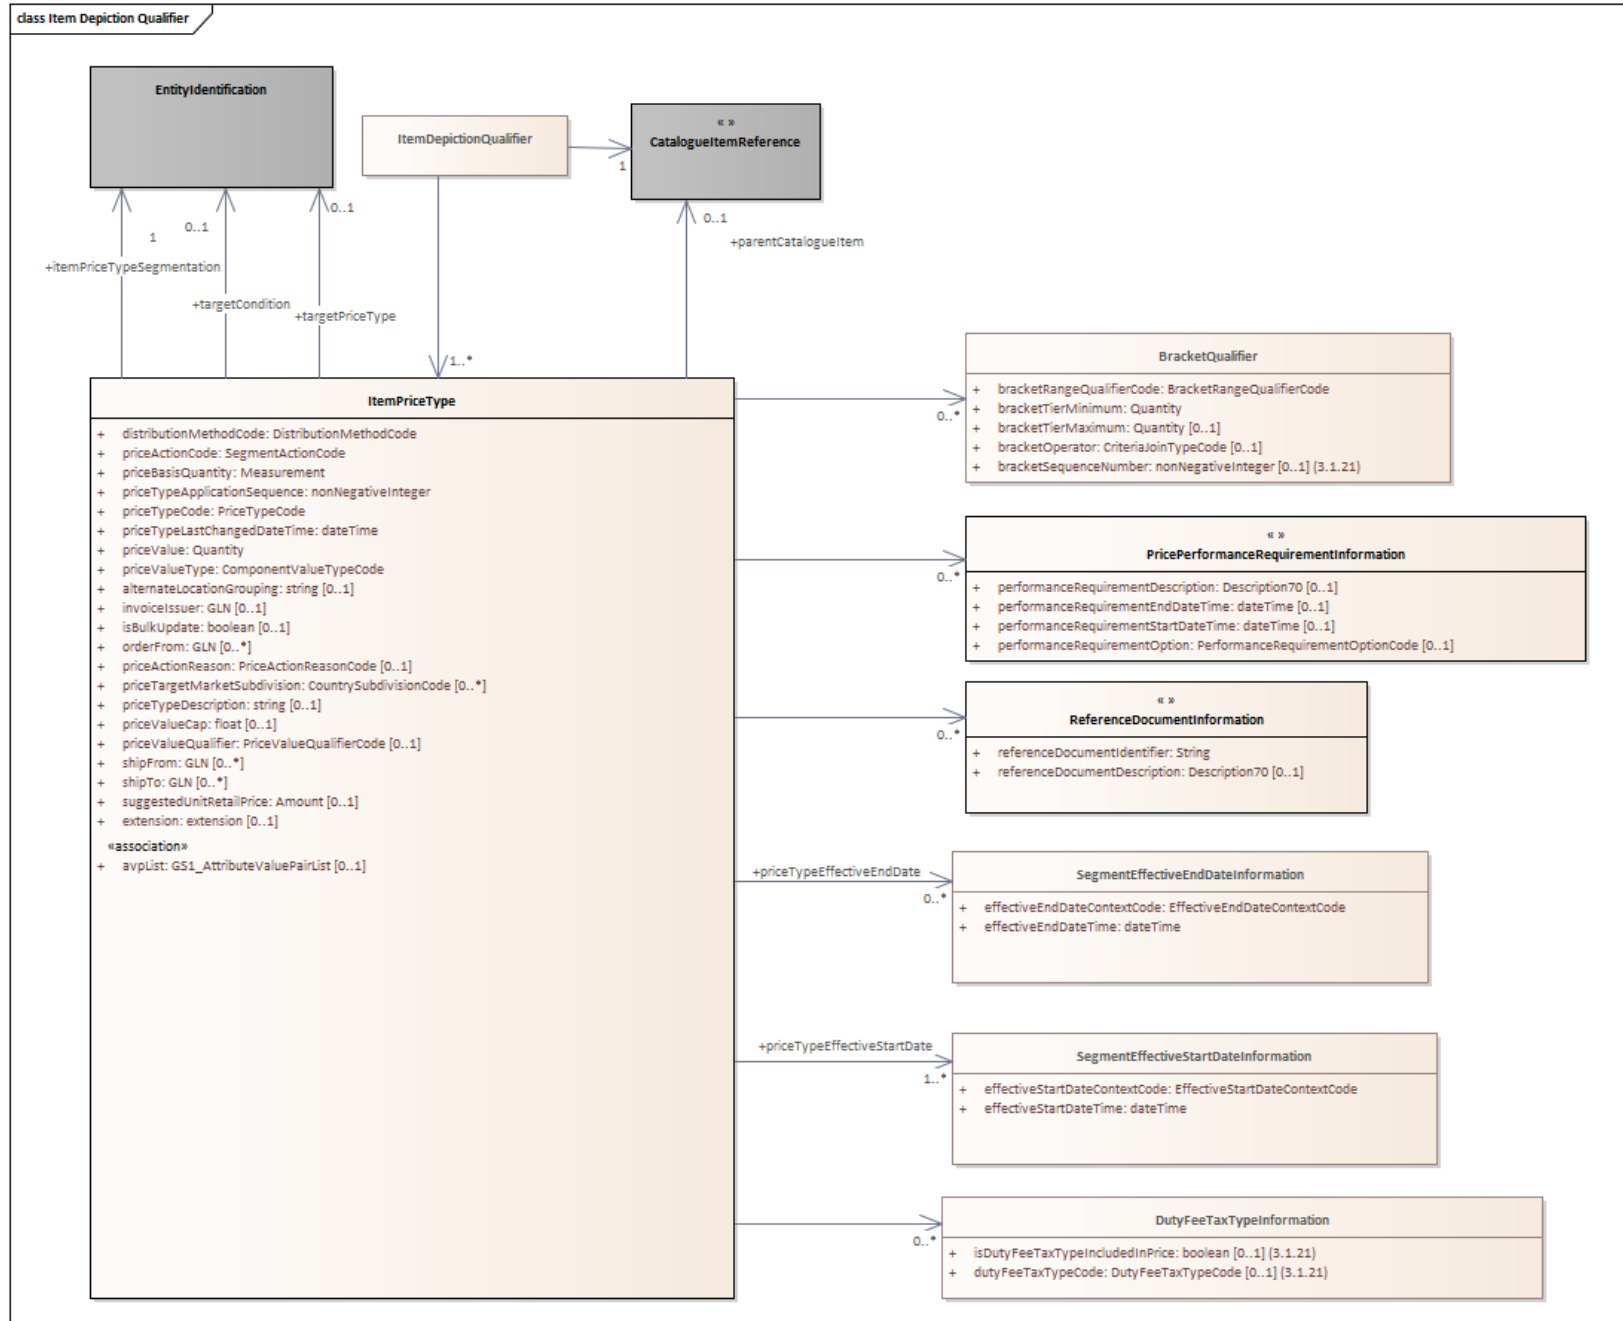 class Item Depiction Qualifier
EntityIdentification
ItemDepictionQualifier
« »
CatalogueItemReference
1
0..1
0..1
1
0..1
+itemPriceTypeSegmentation
+targetCondition
+targetPriceType
+parentCatalogueItem
1..*
ItemPriceType
+ distributionMethodCode: DistributionMethodCode
+ priceActionCode: SegmentActionCode
+ priceBasisQuantity: Measurement
+ priceTypeApplicationSequence: nonNegativeInteger
+ priceTypeCode: PriceTypeCode
+ priceTypeLastChangedDateTime: dateTime
+ priceValue: Quantity
+ priceValueType: ComponentValueTypeCode
+ alternateLocationGrouping: string [0..1]
+ invoiceIssuer: GLN [0..1]
+ isBulkUpdate: boolean [0..1]
+ orderFrom: GLN [0..*]
+ priceActionReason: PriceActionReasonCode [0..1]
+ priceTargetMarketSubdivision: CountrySubdivisionCode [0..*]
+ priceTypeDescription: string [0..1]
+ priceValueCap: float [0..1]
+ priceValueQualifier: PriceValueQualifierCode [0..1]
+ shipFrom: GLN [0..*]
+ shipTo: GLN [0..*]
+ suggestedUnitRetailPrice: Amount [0..1]
+ extension: extension [0..1]
«association»
+ avpList: GS1_AttributeValuePairList [0..1]
0..*
BracketQualifier
+ bracketRangeQualifierCode: BracketRangeQualifierCode
+ bracketTierMinimum: Quantity
+ bracketTierMaximum: Quantity [0..1]
+ bracketOperator: CriteriaJoinTypeCode [0..1]
+ bracketSequenceNumber: nonNegativeInteger [0..1] (3.1.21)
0..*
« »
PricePerformanceRequirementInformation
+ performanceRequirementDescription: Description70 [0..1]
+ performanceRequirementEndDateTime: dateTime [0..1]
+ performanceRequirementStartDateTime: dateTime [0..1]
+ performanceRequirementOption: PerformanceRequirementOptionCode [0..1]
0..*
« »
ReferenceDocumentInformation
+ referenceDocumentIdentifier: String
+ referenceDocumentDescription: Description70 [0..1]
+priceTypeEffectiveEndDate
0..*
SegmentEffectiveEndDateInformation
+ effectiveEndDateContextCode: EffectiveEndDateContextCode
+ effectiveEndDateTime: dateTime
+priceTypeEffectiveStartDate
1..*
SegmentEffectiveStartDateInformation
+ effectiveStartDateContextCode: EffectiveStartDateContextCode
+ effectiveStartDateTime: dateTime
0..*
DutyFeeTaxTypeInformation
+ isDutyFeeTaxTypeIncludedInPrice: boolean [0..1] (3.1.21)
+ dutyFeeTaxTypeCode: DutyFeeTaxTypeCode [0..1] (3.1.21)